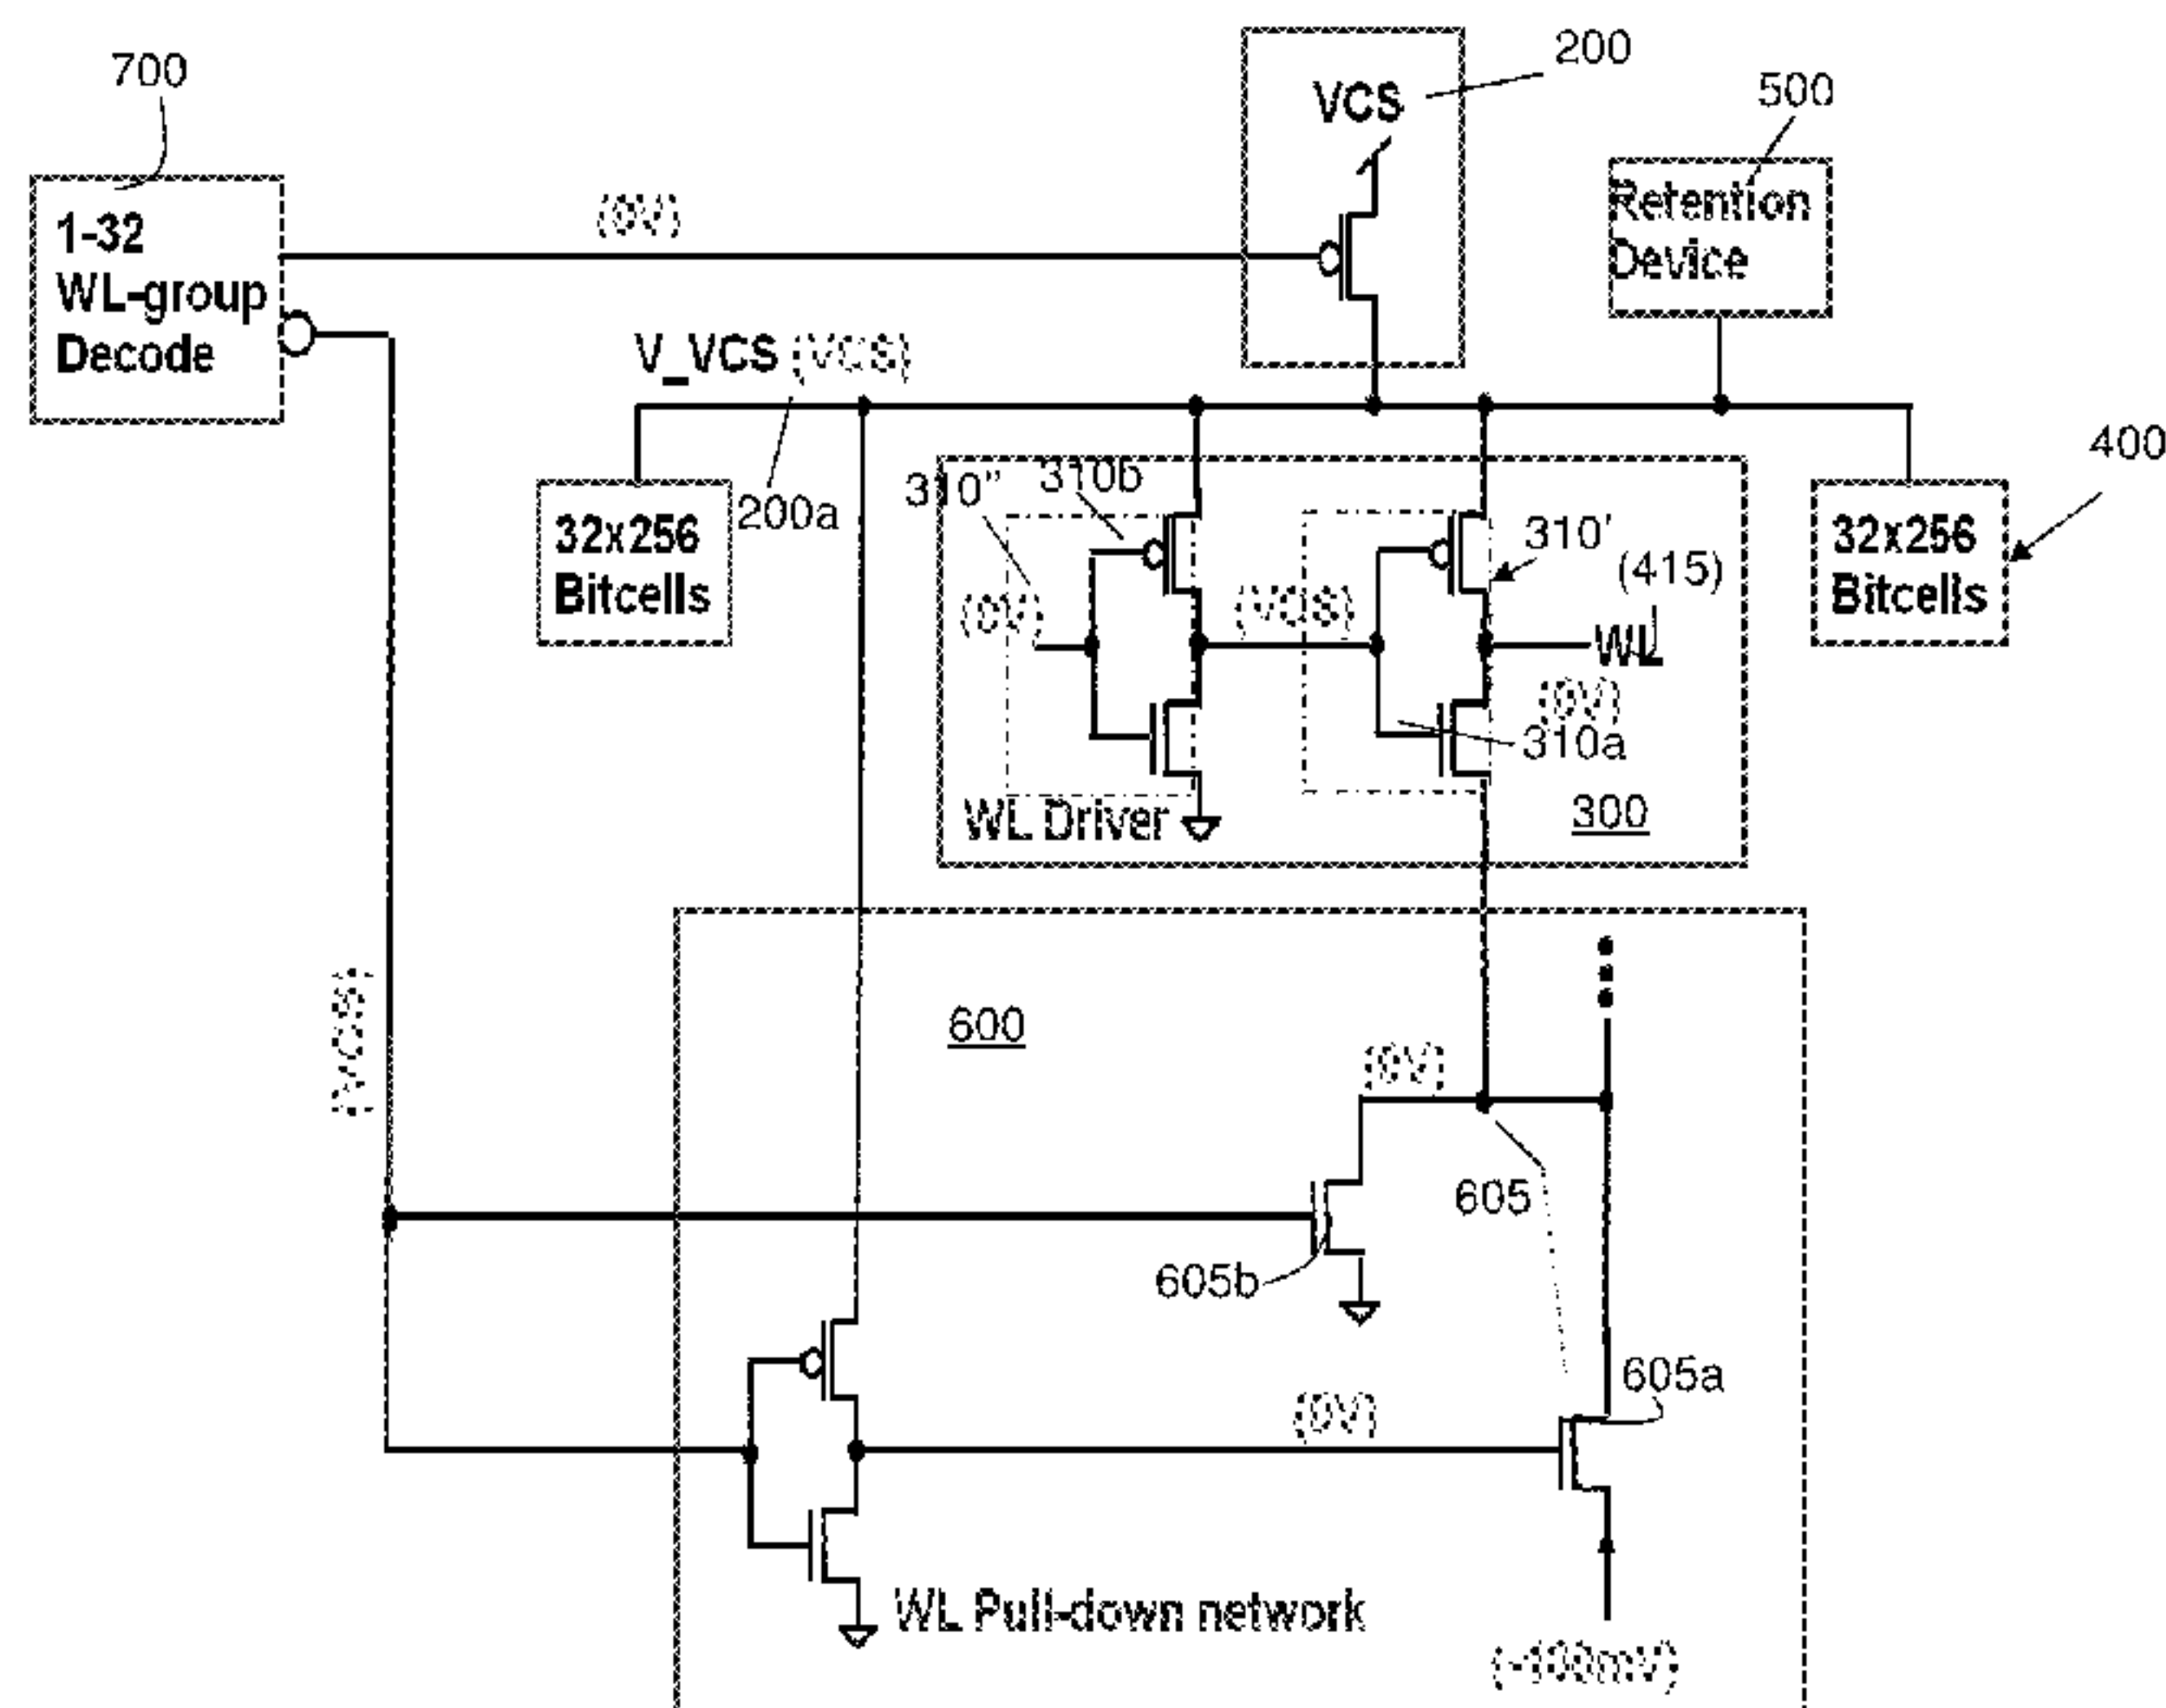 700
200
VCS
500
1-32
WL-group
Decode
(0V)
Retention
Device
V_VCS (VCS)
400
32x256
Bitcells
200a
310"
310b
310'
(415)
32x256
Bitcells
(0V)
(VCS)
WL
(0V)
310a
WL Driver
300
(VCS)
600
(0V)
605
605b
605a
(0V)
WL Pull-down network
(-100mV)